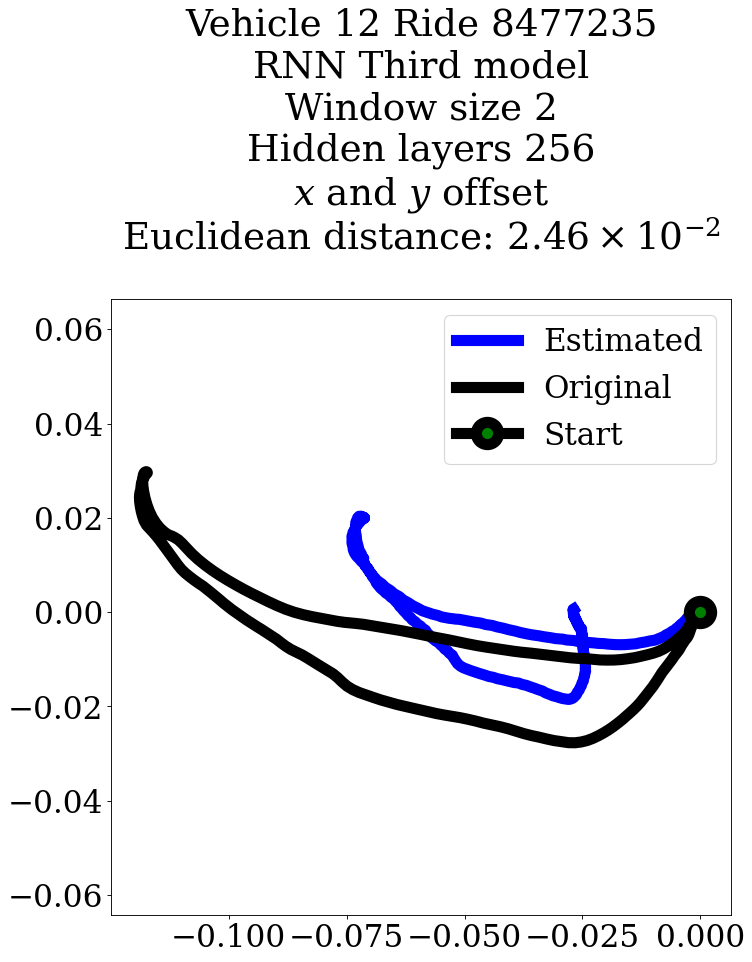 Vehicle 12 Ride 8477235
RNN Third model
Window size 2
Hidden layers 256
x and y offset
Euclidean distance: 2.46 × 10⁻²
Estimated
Original
Start
0.06
0.04
0.02
0.00
−0.02
−0.04
−0.06
−0.100 −0.075 −0.050 −0.025 0.000